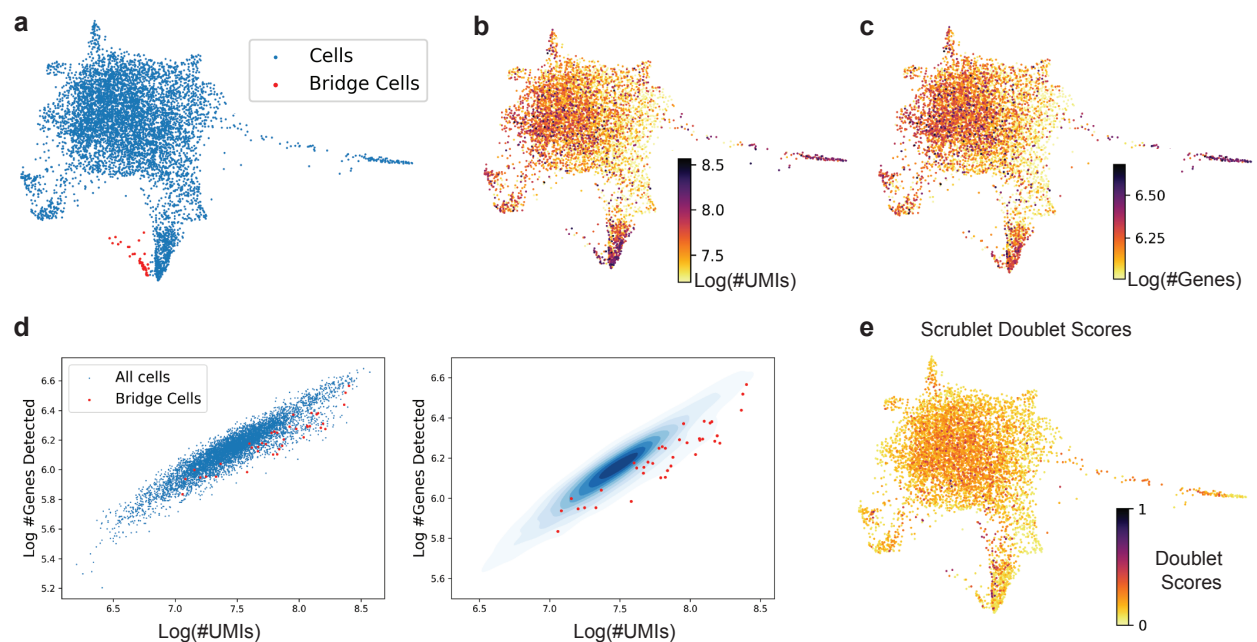 a
Cells
Bridge Cells
b
8.5
8.0
7.5
Log(#UMIs)
c
6.50
6.25
Log(#Genes)
d
All cells
Bridge Cells
Log #Genes Detected
6.6
6.4
6.2
6.0
5.8
5.6
5.4
5.2
6.5
7.0
7.5
8.0
8.5
Log(#UMIs)
Log #Genes Detected
6.6
6.4
6.2
6.0
5.8
5.6
6.5
7.0
7.5
8.0
8.5
Log(#UMIs)
e
Scrublet Doublet Scores
1
Doublet
Scores
0